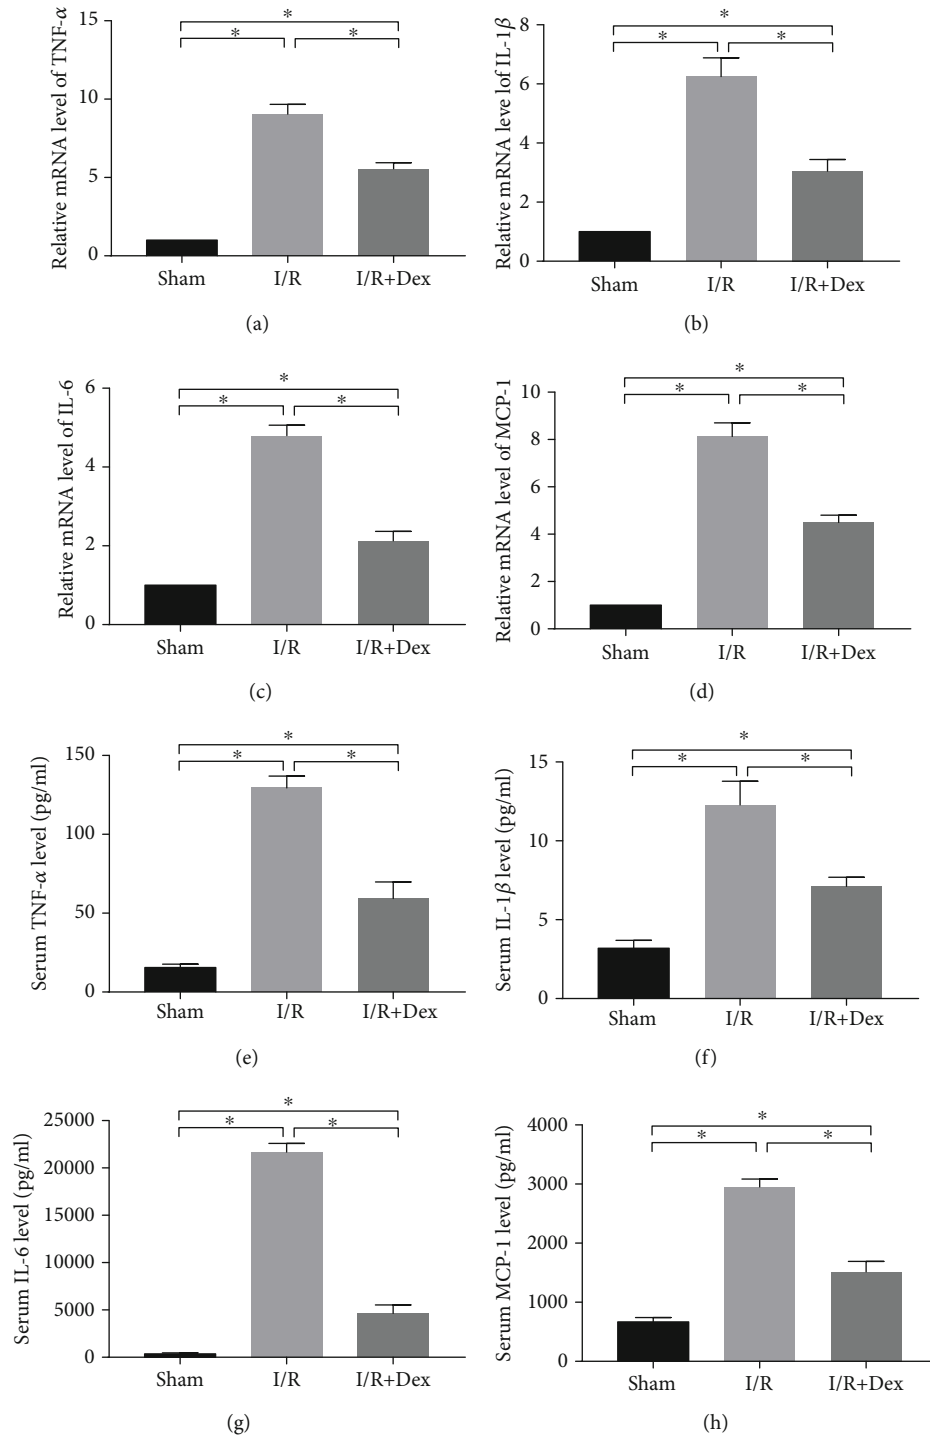 Relative mRNA level of TNF-α
15
10
5
0
*
*
*
Sham
I/R
I/R+Dex
(a)
Relative mRNA level of IL-1β
8
6
4
2
0
*
*
*
Sham
I/R
I/R+Dex
(b)
Relative mRNA level of IL-6
6
4
2
0
*
*
*
Sham
I/R
I/R+Dex
(c)
Relative mRNA level of MCP-1
10
8
6
4
2
0
*
*
*
Sham
I/R
I/R+Dex
(d)
Serum TNF-α level (pg/ml)
150
100
50
0
*
*
*
Sham
I/R
I/R+Dex
(e)
Serum IL-1β level (pg/ml)
15
10
5
0
*
*
*
Sham
I/R
I/R+Dex
(f)
Serum IL-6 level (pg/ml)
25000
20000
15000
10000
5000
0
*
*
*
Sham
I/R
I/R+Dex
(g)
Serum MCP-1 level (pg/ml)
4000
3000
2000
1000
0
*
*
*
Sham
I/R
I/R+Dex
(h)